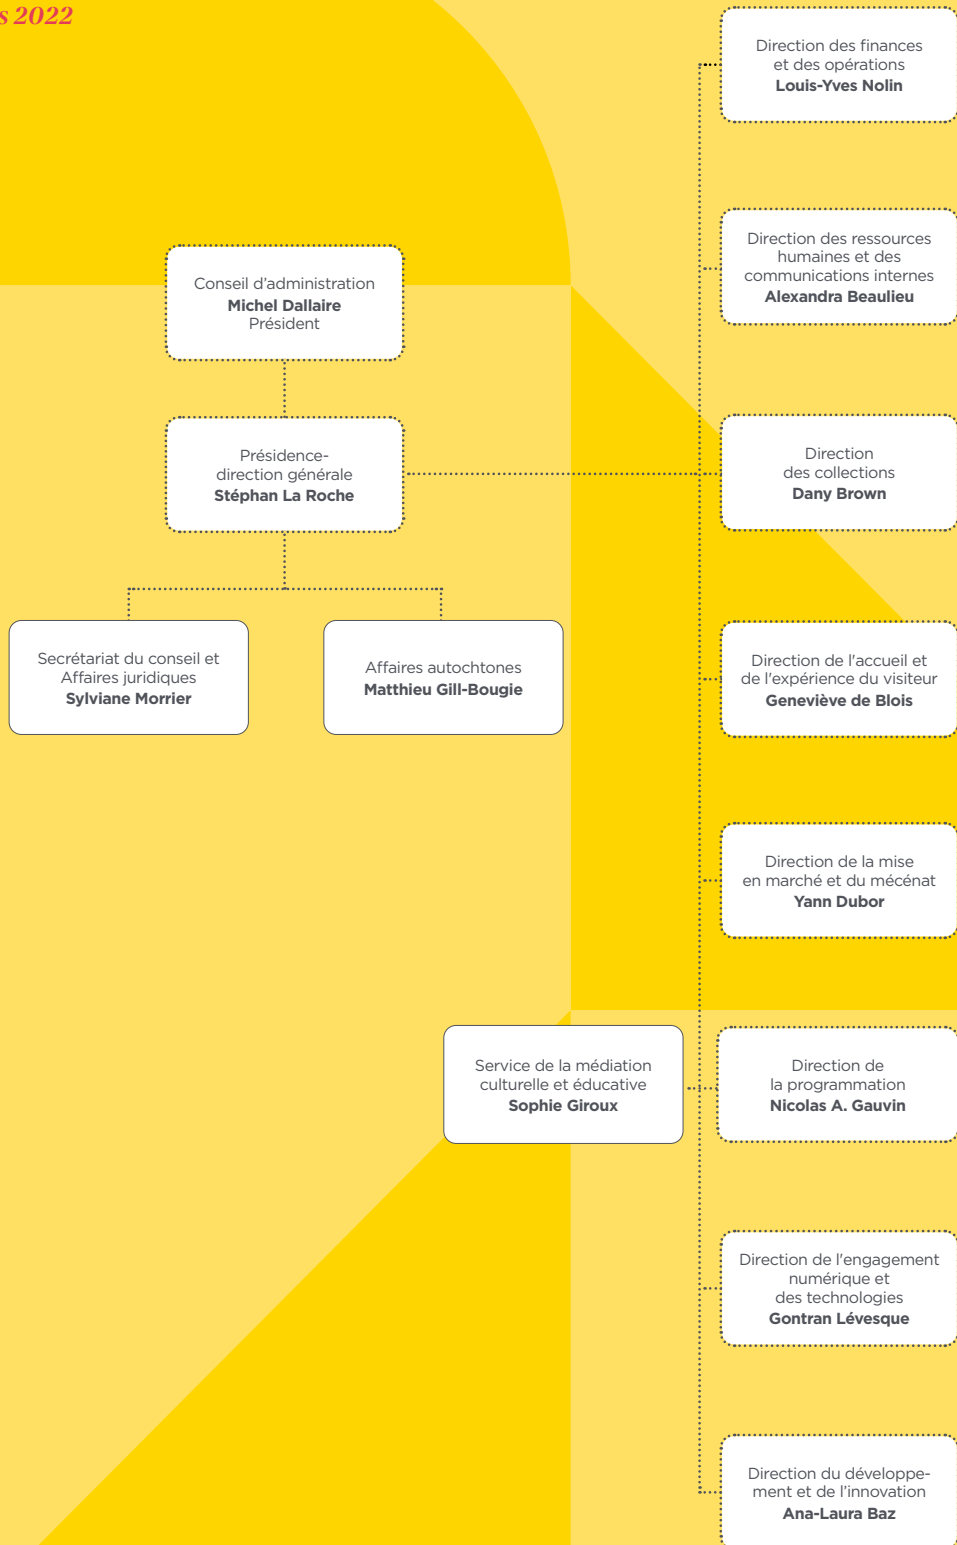 s 2022
Conseil d'administration
Michel Dallaire
Président
Présidence-
direction générale
Stéphan La Roche
Secrétariat du conseil et
Affaires juridiques
Sylviane Morrier
Affaires autochtones
Matthieu Gill-Bougie
Direction des finances
et des opérations
Louis-Yves Nolin
Direction des ressources
humaines et des
communications internes
Alexandra Beaulieu
Direction
des collections
Dany Brown
Direction de l'accueil et
de l'expérience du visiteur
Geneviève de Blois
Direction de la mise
en marché et du mécénat
Yann Dubor
Service de la médiation
culturelle et éducative
Sophie Giroux
Direction de
la programmation
Nicolas A. Gauvin
Direction de l'engagement
numérique et
des technologies
Gontran Lévesque
Direction du développe-
ment et de l'innovation
Ana-Laura Baz